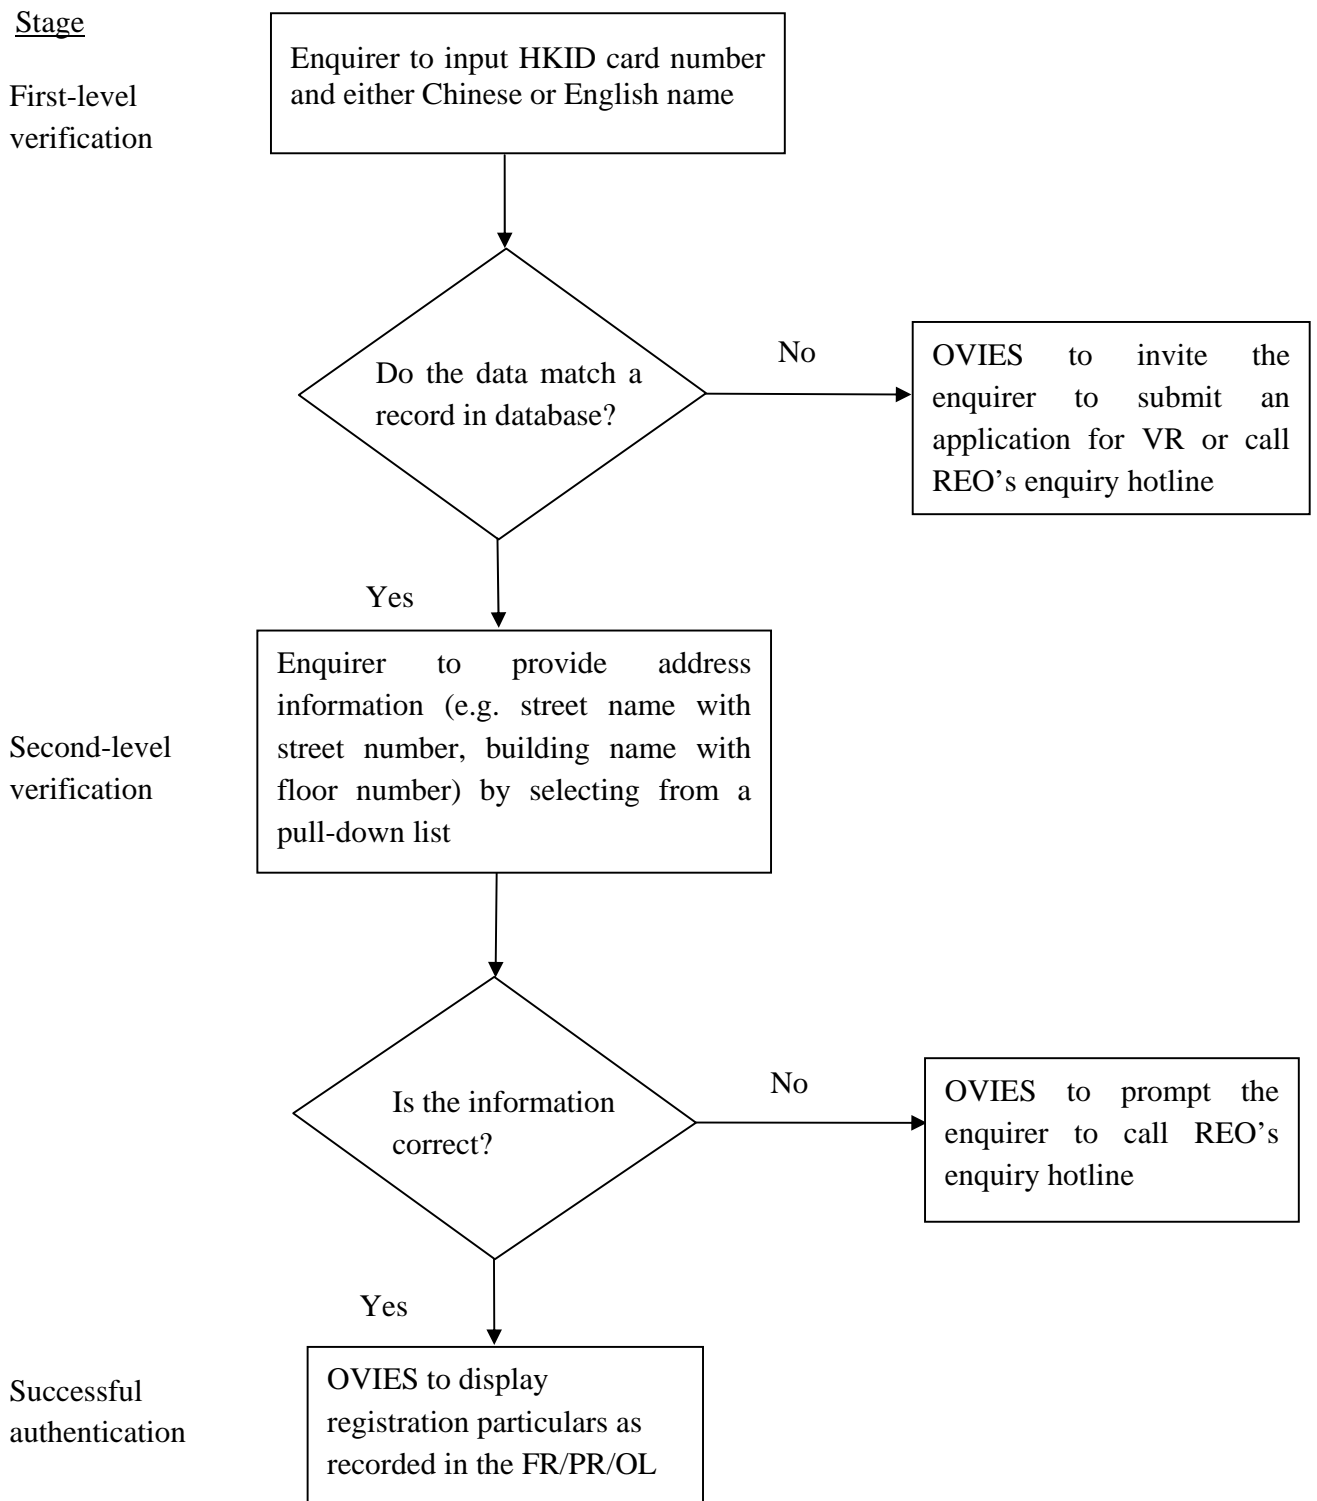 Stage
First-level
verification
Enquirer to input HKID card number
and either Chinese or English name
Do the data match a
record in database?
No
OVIES to invite the
enquirer to submit an
application for VR or call
REO’s enquiry hotline
Yes
Second-level
verification
Enquirer to provide address
information (e.g. street name with
street number, building name with
floor number) by selecting from a
pull-down list
Is the information
correct?
No
OVIES to prompt the
enquirer to call REO’s
enquiry hotline
Yes
Successful
authentication
OVIES to display
registration particulars as
recorded in the FR/PR/OL